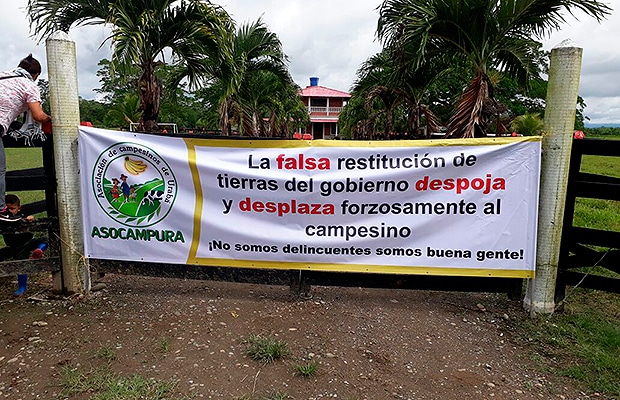 Asociación de campesinos de Urabá
ASOCAMPURA
La falsa restitución de
tierras del gobierno despoja
y desplaza forzosamente al
campesino
¡No somos delincuentes somos buena gente!